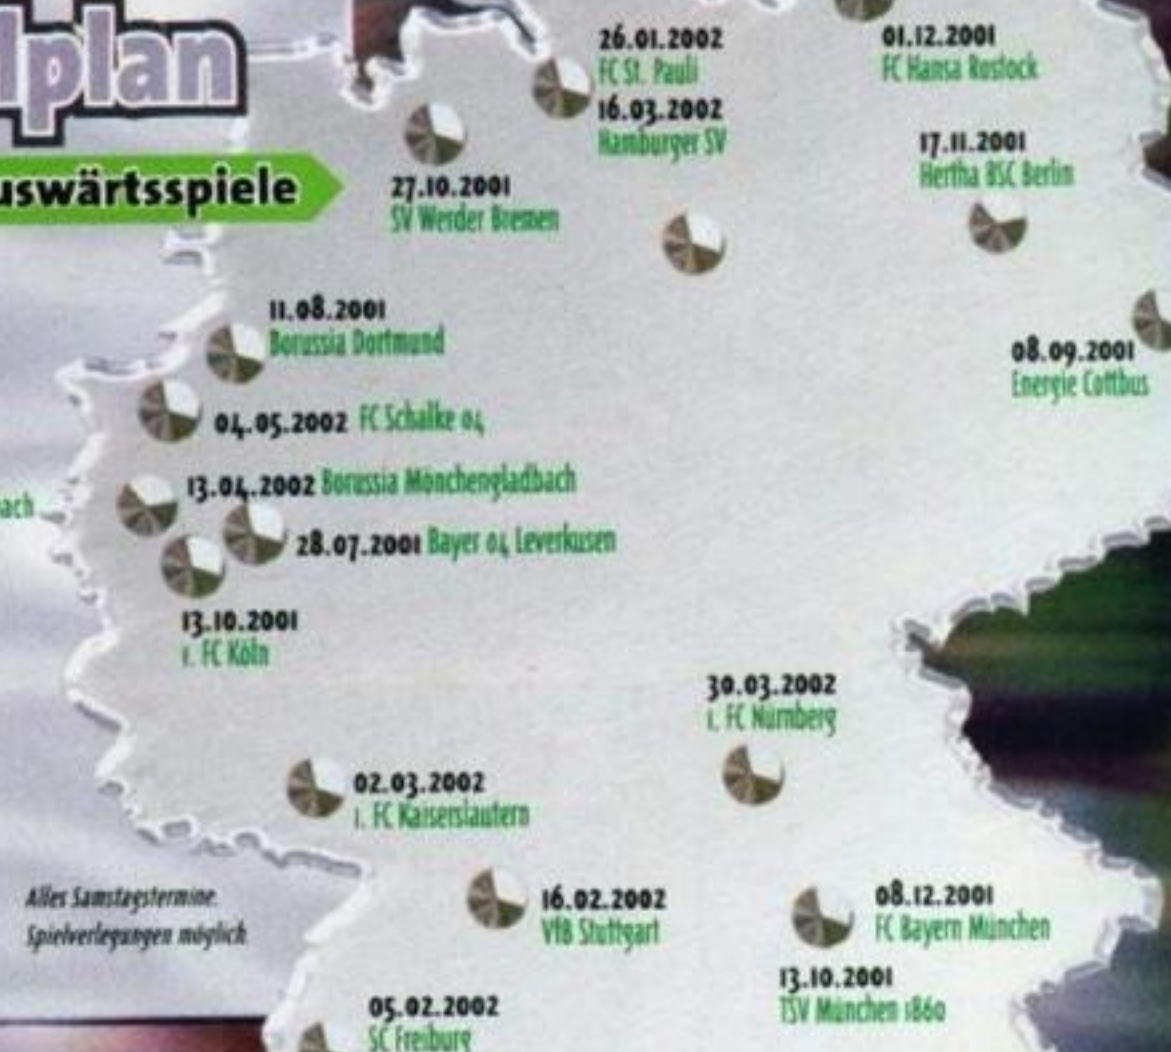 lplan
uswärtsspiele
26.01.2002
FC St. Pauli
16.03.2002
Hamburger SV
01.12.2001
FC Hansa Rostock
17.11.2001
Hertha BSC Berlin
27.10.2001
SV Werder Bremen
11.08.2001
Borussia Dortmund
08.09.2001
Energie Cottbus
04.05.2002 FC Schalke 04
13.04.2002 Borussia Mönchengladbach
ach
28.07.2001 Bayer 04 Leverkusen
13.10.2001
1. FC Köln
30.03.2002
1. FC Nürnberg
02.03.2002
1. FC Kaiserslautern
Alles Samstagstermine.
Spielverlegungen möglich
16.02.2002
VfB Stuttgart
08.12.2001
FC Bayern München
13.10.2001
TSV München 1860
05.02.2002
SC Freiburg